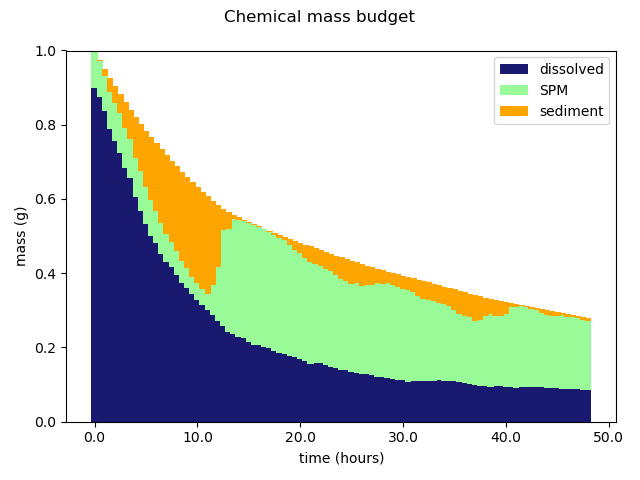 Chemical mass budget
dissolved
SPM
sediment
mass (g)
1.0
0.8
0.6
0.4
0.2
0.0
0.0 10.0 20.0 30.0 40.0 50.0
time (hours)